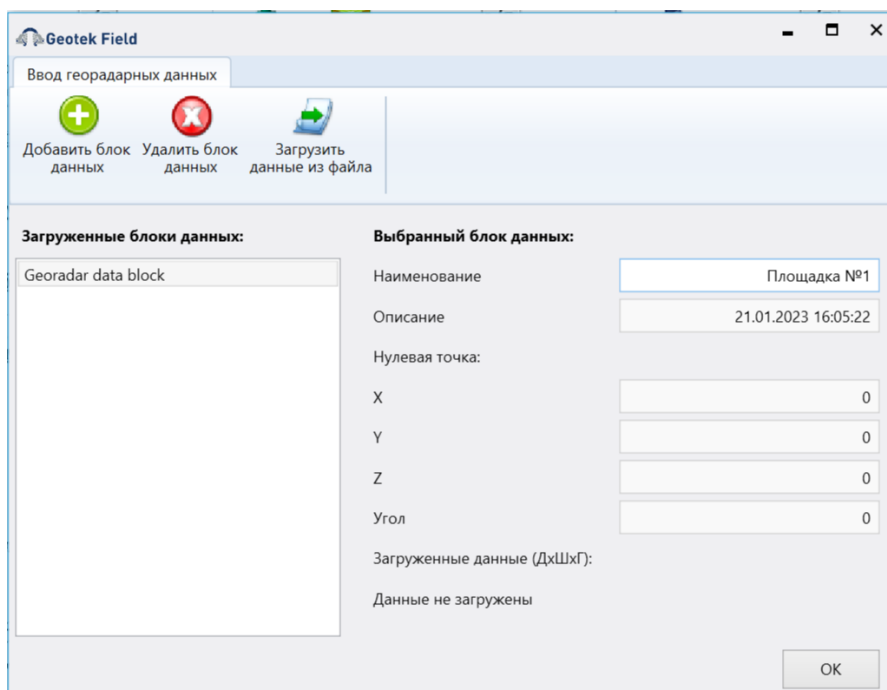 Geotek Field
Ввод георадарных данных
Добавить блок данных
Удалить блок данных
Загрузить данные из файла
Загруженные блоки данных:
Georadar data block
Выбранный блок данных:
Наименование Площадка №1
Описание 21.01.2023 16:05:22
Нулевая точка:
X 0
Y 0
Z 0
Угол 0
Загруженные данные (ДхШхГ):
Данные не загружены
OK